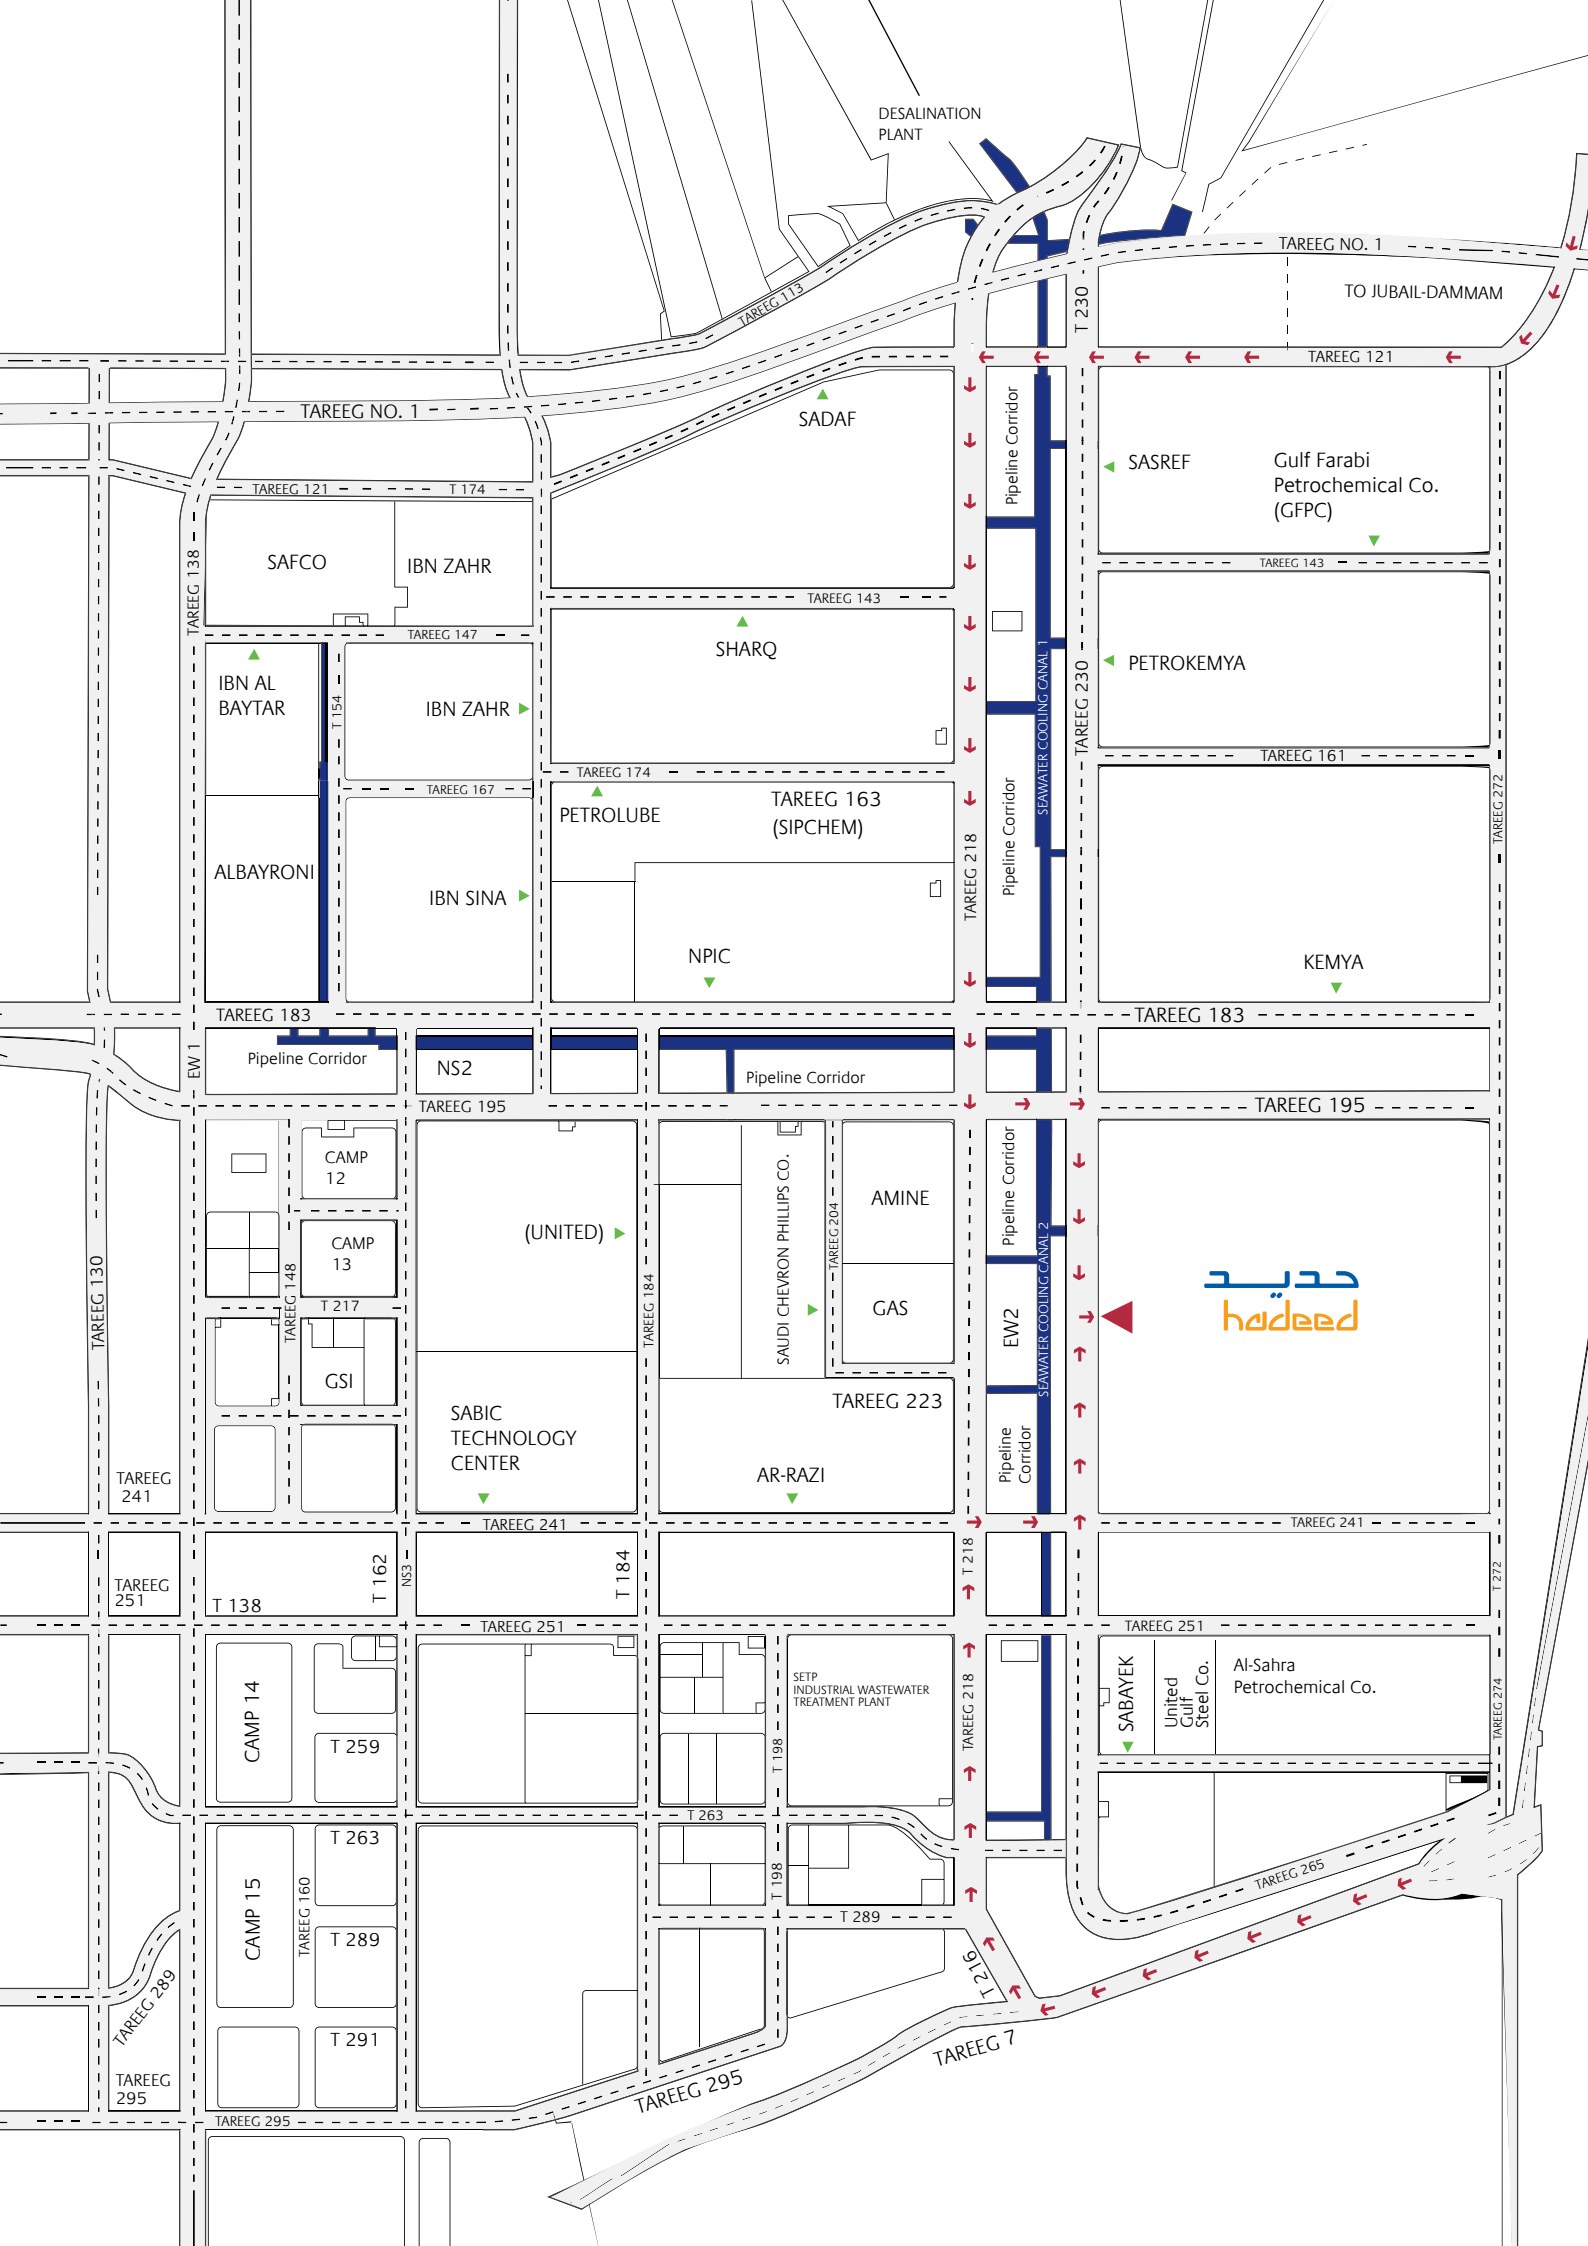 DESALINATION
PLANT
TAREEG NO. 1
TO JUBAIL-DAMMAM
TAREEG 113
T 230
TAREEG 121
TAREEG NO. 1
SADAF
Pipeline Corridor
SASREF
Gulf Farabi
Petrochemical Co.
(GFPC)
TAREEG 121
T 174
TAREEG 138
SAFCO
IBN ZAHR
TAREEG 143
TAREEG 143
TAREEG 147
SHARQ
SEAWATER COOLING CANAL 1
TAREEG 230
PETROKEMYA
IBN AL
BAYTAR
T 154
IBN ZAHR
TAREEG 161
TAREEG 174
TAREEG 167
PETROLUBE
TAREEG 163
(SIPCHEM)
TAREEG 218
Pipeline Corridor
TAREEG 272
ALBAYRONI
IBN SINA
NPIC
KEMYA
TAREEG 183
TAREEG 183
EW 1
Pipeline Corridor
NS2
Pipeline Corridor
TAREEG 195
TAREEG 195
CAMP
12
CAMP
13
TAREEG 130
TAREEG 148
T 217
GSI
(UNITED)
TAREEG 184
SAUDI CHEVRON PHILLIPS CO.
TAREEG 204
AMINE
GAS
Pipeline Corridor
EW2
SEAWATER COOLING CANAL 2
حديد
hadeed
TAREEG 223
SABIC
TECHNOLOGY
CENTER
AR-RAZI
Pipeline
Corridor
TAREEG
241
TAREEG 241
TAREEG 241
TAREEG
251
T 138
T 162
NS3
T 184
T 218
T 272
TAREEG 251
TAREEG 251
CAMP 14
T 259
SETP
INDUSTRIAL WASTEWATER
TREATMENT PLANT
T 198
TAREEG 218
SABAYEK
United
Gulf
Steel Co.
Al-Sahra
Petrochemical Co.
TAREEG 274
T 263
T 263
CAMP 15
TAREEG 160
T 198
TAREEG 265
T 289
T 289
TAREEG 289
T 216
T 291
TAREEG
295
TAREEG 7
TAREEG 295
TAREEG 295